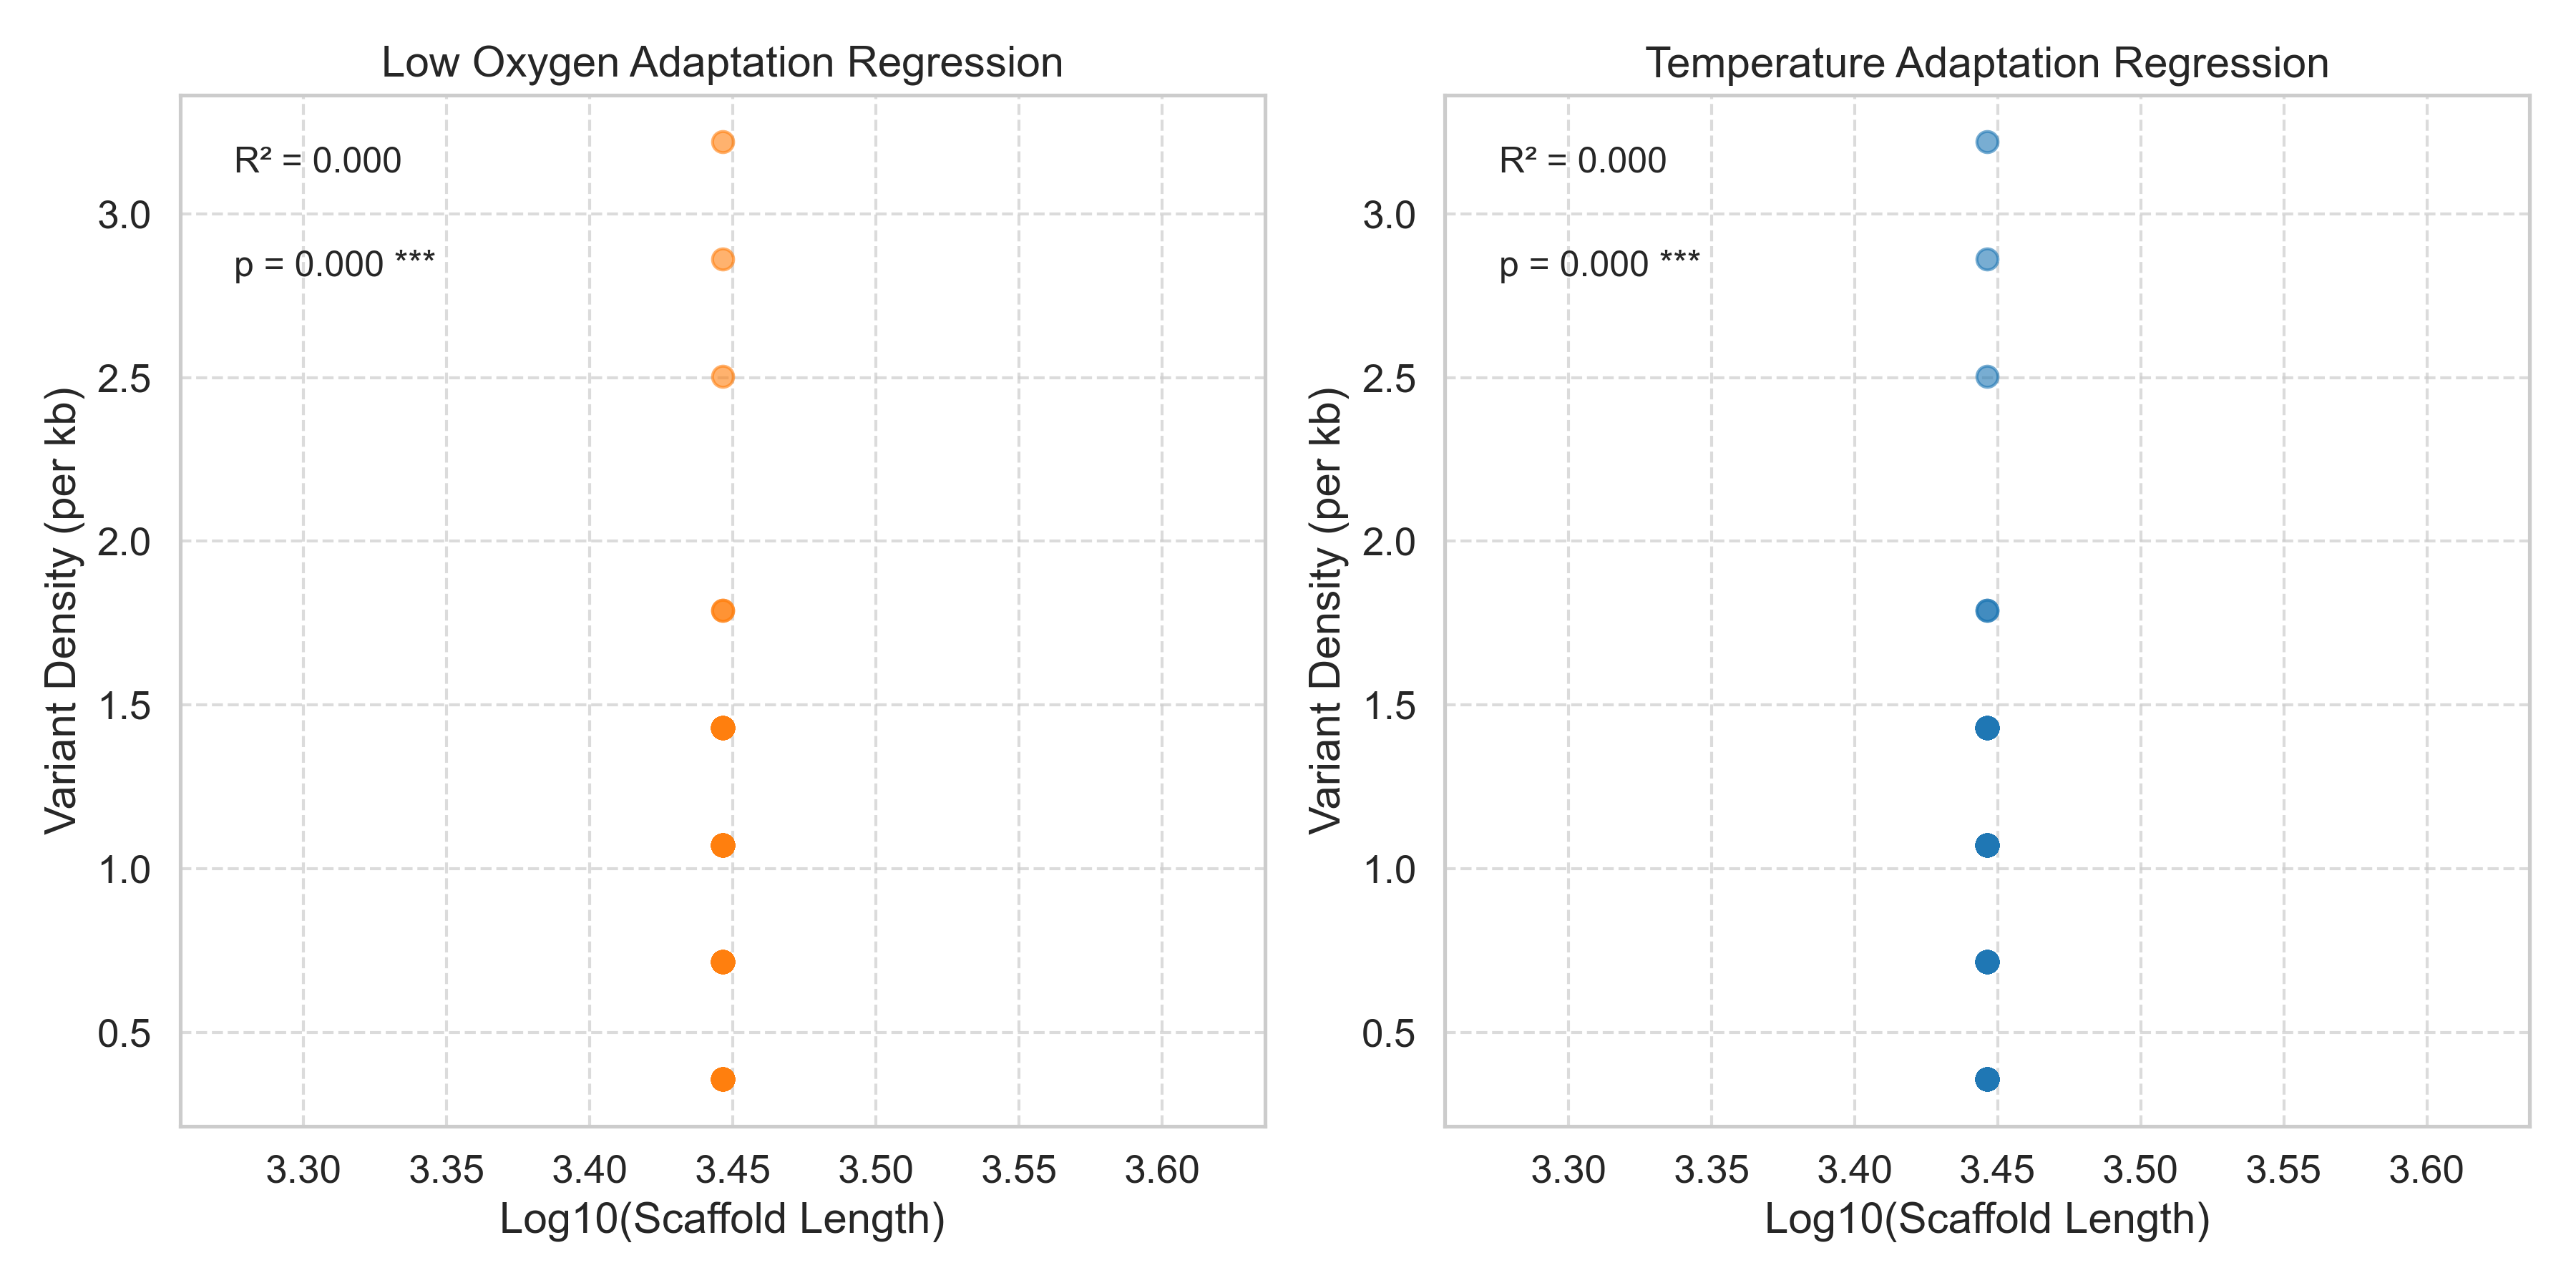 Low Oxygen Adaptation Regression
R² = 0.000
p = 0.000 ***
3.0
2.5
2.0
1.5
1.0
0.5
Variant Density (per kb)
3.30 3.35 3.40 3.45 3.50 3.55 3.60
Log10(Scaffold Length)
Temperature Adaptation Regression
R² = 0.000
p = 0.000 ***
3.0
2.5
2.0
1.5
1.0
0.5
Variant Density (per kb)
3.30 3.35 3.40 3.45 3.50 3.55 3.60
Log10(Scaffold Length)